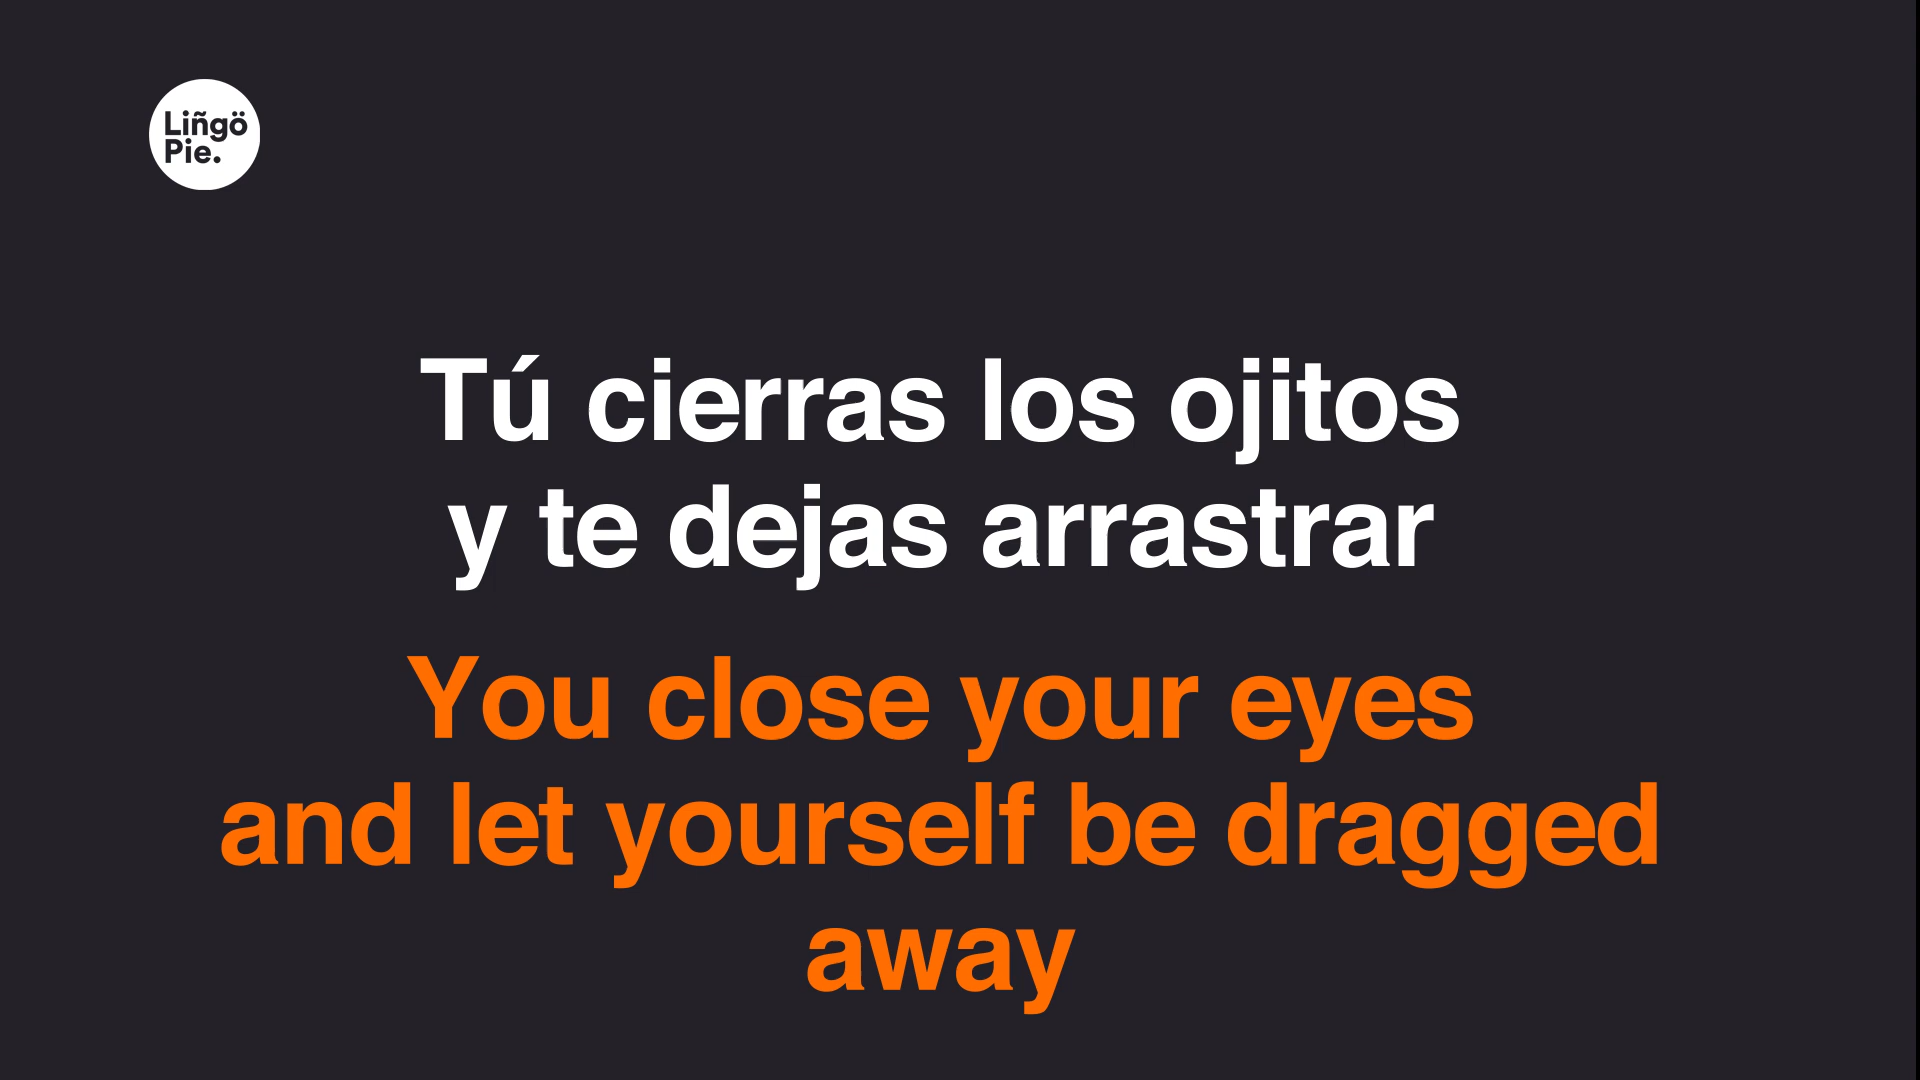 Liñgö
Pie.
Tú cierras los ojitos
y te dejas arrastrar
You close your eyes
and let yourself be dragged
away